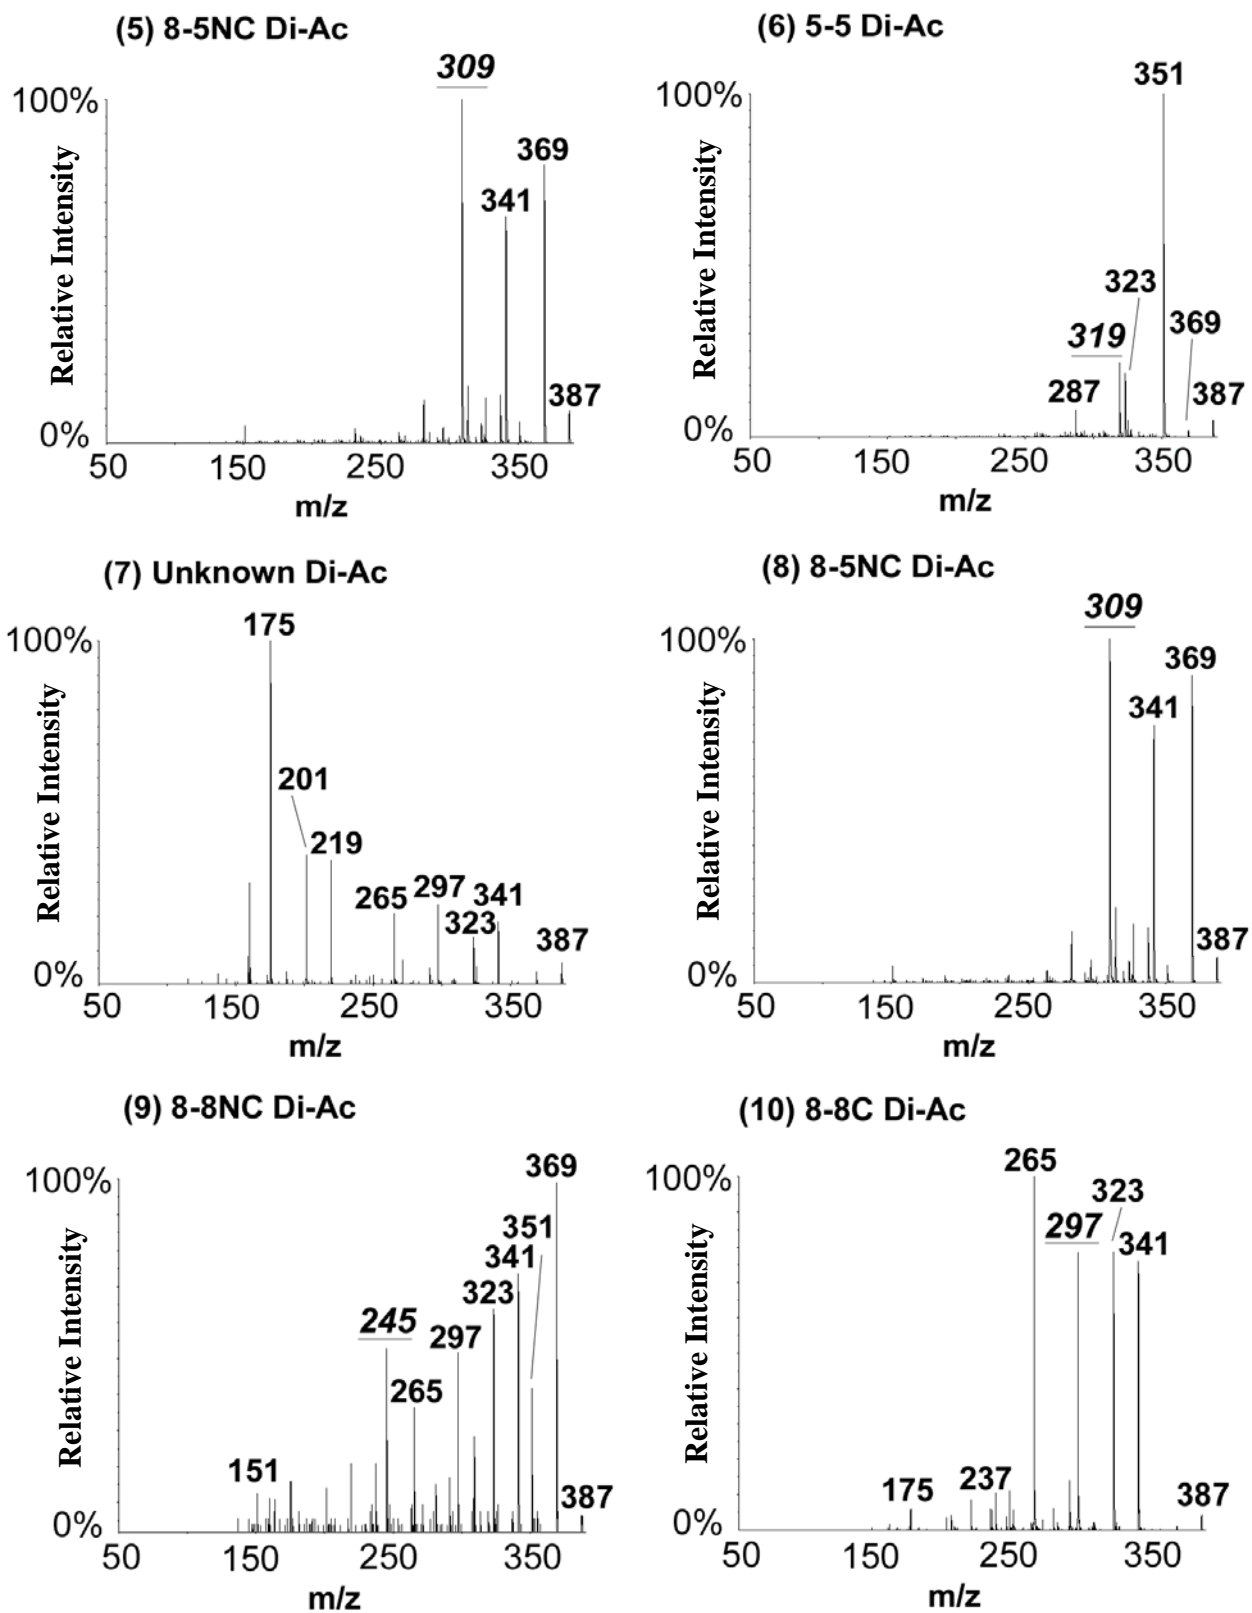 (5) 8-5NC Di-Ac
309
100%
369
341
387
Relative Intensity
0%
50 150 250 350
m/z
(6) 5-5 Di-Ac
351
100%
323
369
319
287
387
Relative Intensity
0%
50 150 250 350
m/z
(7) Unknown Di-Ac
175
100%
201
219
265 297 341
323
387
Relative Intensity
0%
50 150 250 350
m/z
(8) 8-5NC Di-Ac
309
100%
369
341
387
Relative Intensity
0%
50 150 250 350
m/z
(9) 8-8NC Di-Ac
369
100%
351
341
323
245
297
265
151
387
Relative Intensity
0%
50 150 250 350
m/z
(10) 8-8C Di-Ac
265
100%
323
297
341
175
237
387
Relative Intensity
0%
50 150 250 350
m/z